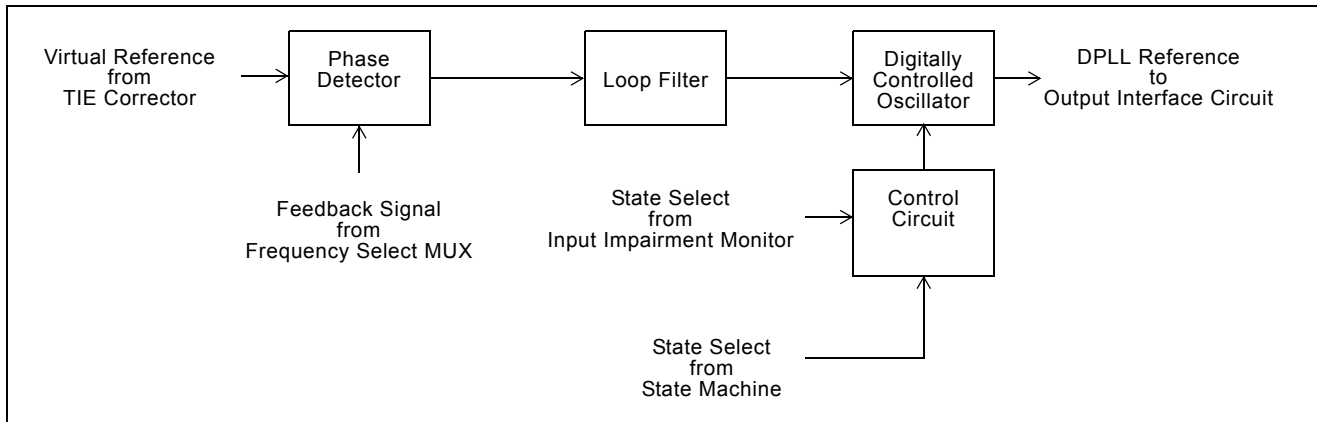 Virtual Reference
from
TIE Corrector
Phase
Detector
Loop Filter
Digitally
Controlled
Oscillator
DPLL Reference
to
Output Interface Circuit
Feedback Signal
from
Frequency Select MUX
State Select
from
Input Impairment Monitor
Control
Circuit
State Select
from
State Machine